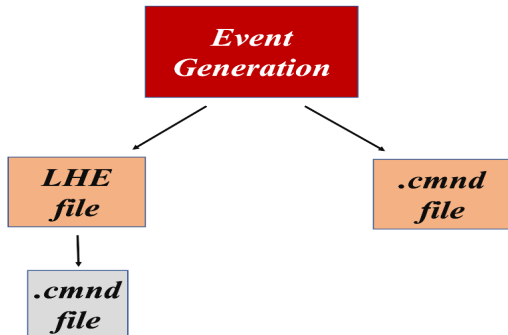 Event
Generation
LHE
file
.cmnd
file
.cmnd
file